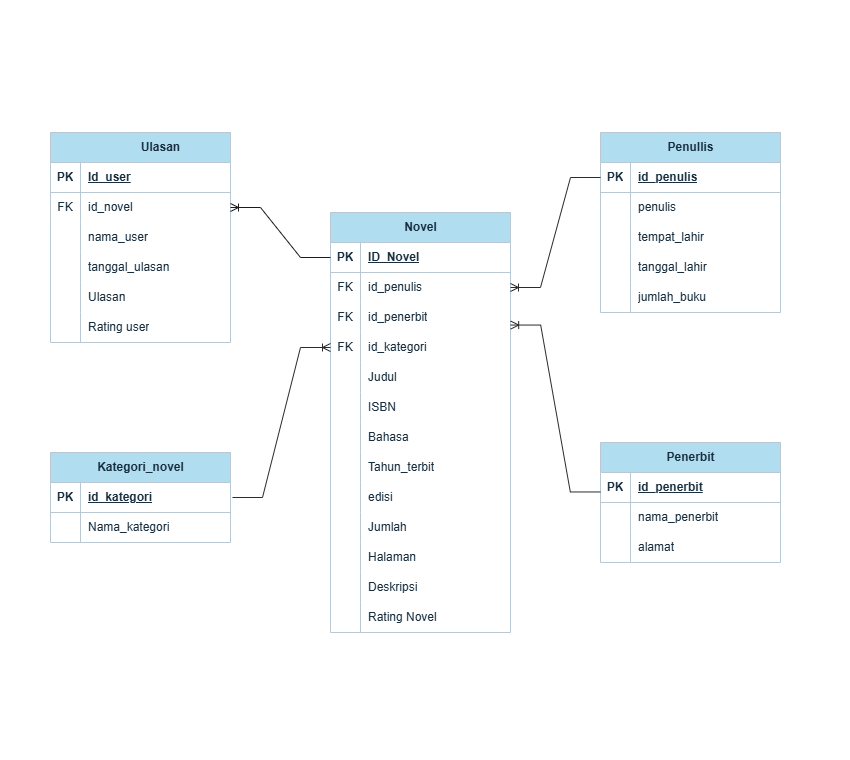 Ulasan
PK Id_user
FK id_novel
nama_user
tanggal_ulasan
Ulasan
Rating user
Penullis
PK id_penulis
penulis
tempat_lahir
tanggal_lahir
jumlah_buku
Novel
PK ID_Novel
FK id_penulis
FK id_penerbit
FK id_kategori
Judul
ISBN
Bahasa
Tahun_terbit
edisi
Jumlah
Halaman
Deskripsi
Rating Novel
Kategori_novel
PK id_kategori
Nama_kategori
Penerbit
PK id_penerbit
nama_penerbit
alamat